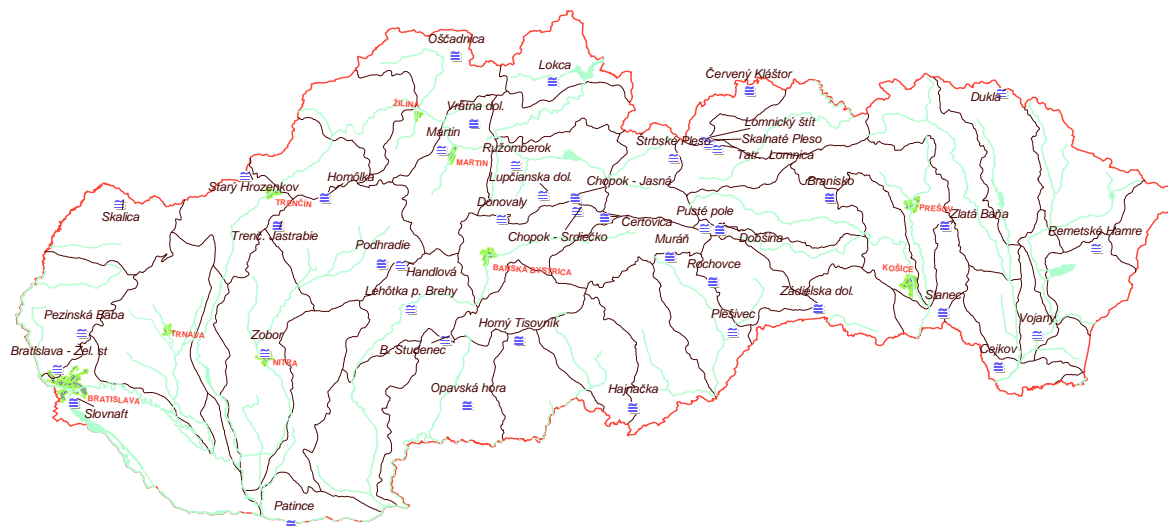 Oščadnica
Lokca
Červený Kláštor
Dukla
ŽILINA
Vrátna dol.
Lomnický štít
Martin
Štrbské Pleso
Skalnaté Pleso
Ružomberok
Tatr. Lomnica
MARTIN
Starý Hrozenkov
Homôlka
Lupčianska dol.
Chopok - Jasná
Branisko
TRENČÍN
Skalica
Donovaly
PREŠOV
Zlatá Baňa
Trenč. Jastrabie
Chopok - Srdiečko
Čertovica
Pusté pole
Dobšina
Remetské Hamre
Podhradie
Muráň
Handlová
BANSKÁ BYSTRICA
Rochovce
KOŠICE
Lehôtka p. Brehy
Zádielska dol.
Slanec
Pezinská Baba
Plešivec
TRNAVA
Zobor
Horný Tisovník
Vojany
Bratislava - Žel. st
B. Studenec
NITRA
Cejkov
BRATISLAVA
Opavská hora
Hajnačka
Slovnaft
Patince